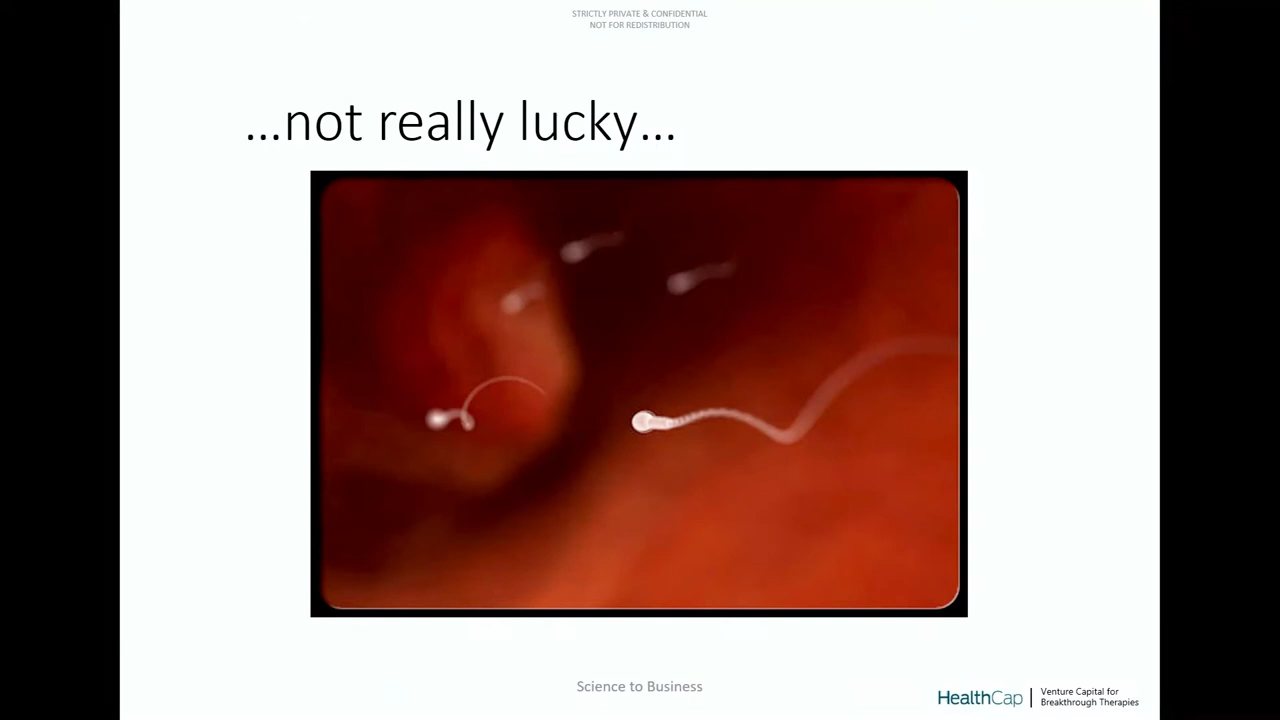 STRICTLY PRIVATE & CONFIDENTIAL
NOT FOR REDISTRIBUTION
...not really lucky...
Science to Business
HealthCap
Venture Capital for
Breakthrough Therapies